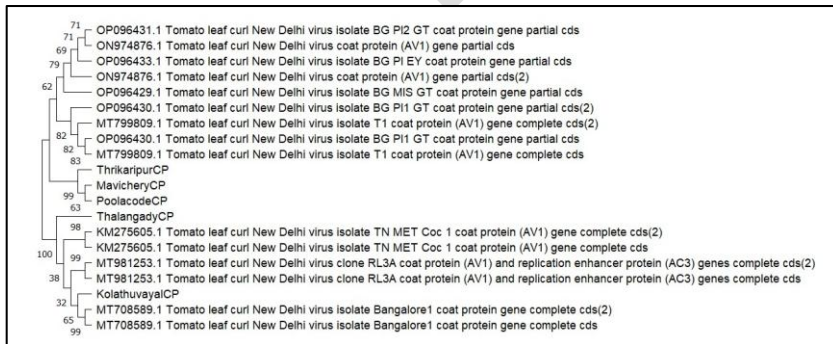 71
OP096431.1 Tomato leaf curl New Delhi virus isolate BG PI2 GT coat protein gene partial cds
71
ON974876.1 Tomato leaf curl New Delhi virus coat protein (AV1) gene partial cds
69
OP096433.1 Tomato leaf curl New Delhi virus isolate BG PI EY coat protein gene partial cds
79
ON974876.1 Tomato leaf curl New Delhi virus coat protein (AV1) gene partial cds(2)
62
OP096429.1 Tomato leaf curl New Delhi virus isolate BG MIS GT coat protein gene partial cds
OP096430.1 Tomato leaf curl New Delhi virus isolate BG PI1 GT coat protein gene partial cds(2)
MT799809.1 Tomato leaf curl New Delhi virus isolate T1 coat protein (AV1) gene complete cds(2)
82
OP096430.1 Tomato leaf curl New Delhi virus isolate BG PI1 GT coat protein gene partial cds
82
MT799809.1 Tomato leaf curl New Delhi virus isolate T1 coat protein (AV1) gene complete cds
83
ThrikaripurCP
MavicheryCP
99
PoolacodeCP
63
ThalangadyCP
98
KM275605.1 Tomato leaf curl New Delhi virus isolate TN MET Coc 1 coat protein (AV1) gene complete cds(2)
100
KM275605.1 Tomato leaf curl New Delhi virus isolate TN MET Coc 1 coat protein (AV1) gene complete cds
99
MT981253.1 Tomato leaf curl New Delhi virus clone RL3A coat protein (AV1) and replication enhancer protein (AC3) genes complete cds(2)
38
MT981253.1 Tomato leaf curl New Delhi virus clone RL3A coat protein (AV1) and replication enhancer protein (AC3) genes complete cds
KolathuvayalCP
32
MT708589.1 Tomato leaf curl New Delhi virus isolate Bangalore1 coat protein gene complete cds(2)
65
MT708589.1 Tomato leaf curl New Delhi virus isolate Bangalore1 coat protein gene complete cds
99